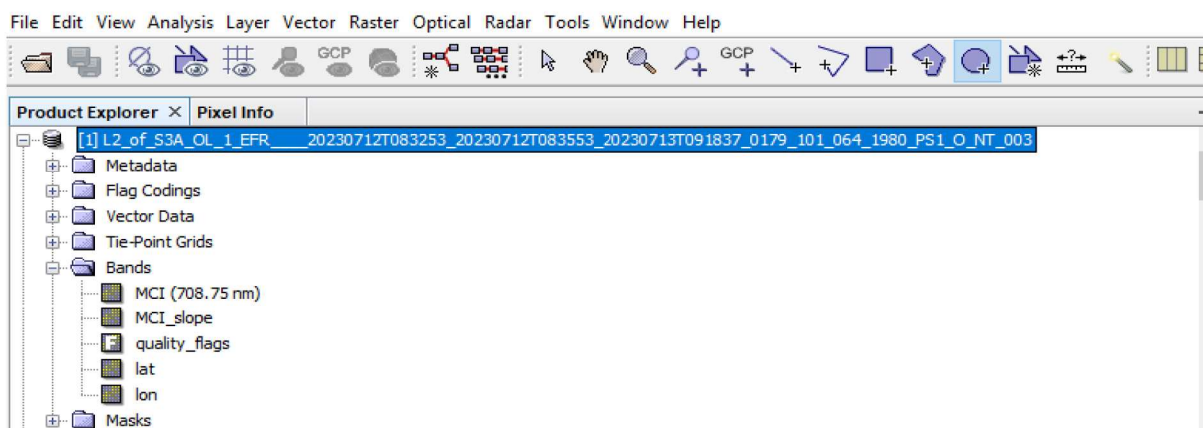 File Edit View Analysis Layer Vector Raster Optical Radar Tools Window Help
GCP GCP
Product Explorer × Pixel Info
[1] L2_of_S3A_OL_1_EFR____20230712T083253_20230712T083553_20230713T091837_0179_101_064_1980_PS1_O_NT_003
Metadata
Flag Codings
Vector Data
Tie-Point Grids
Bands
MCI (708.75 nm)
MCI_slope
F quality_flags
lat
lon
Masks